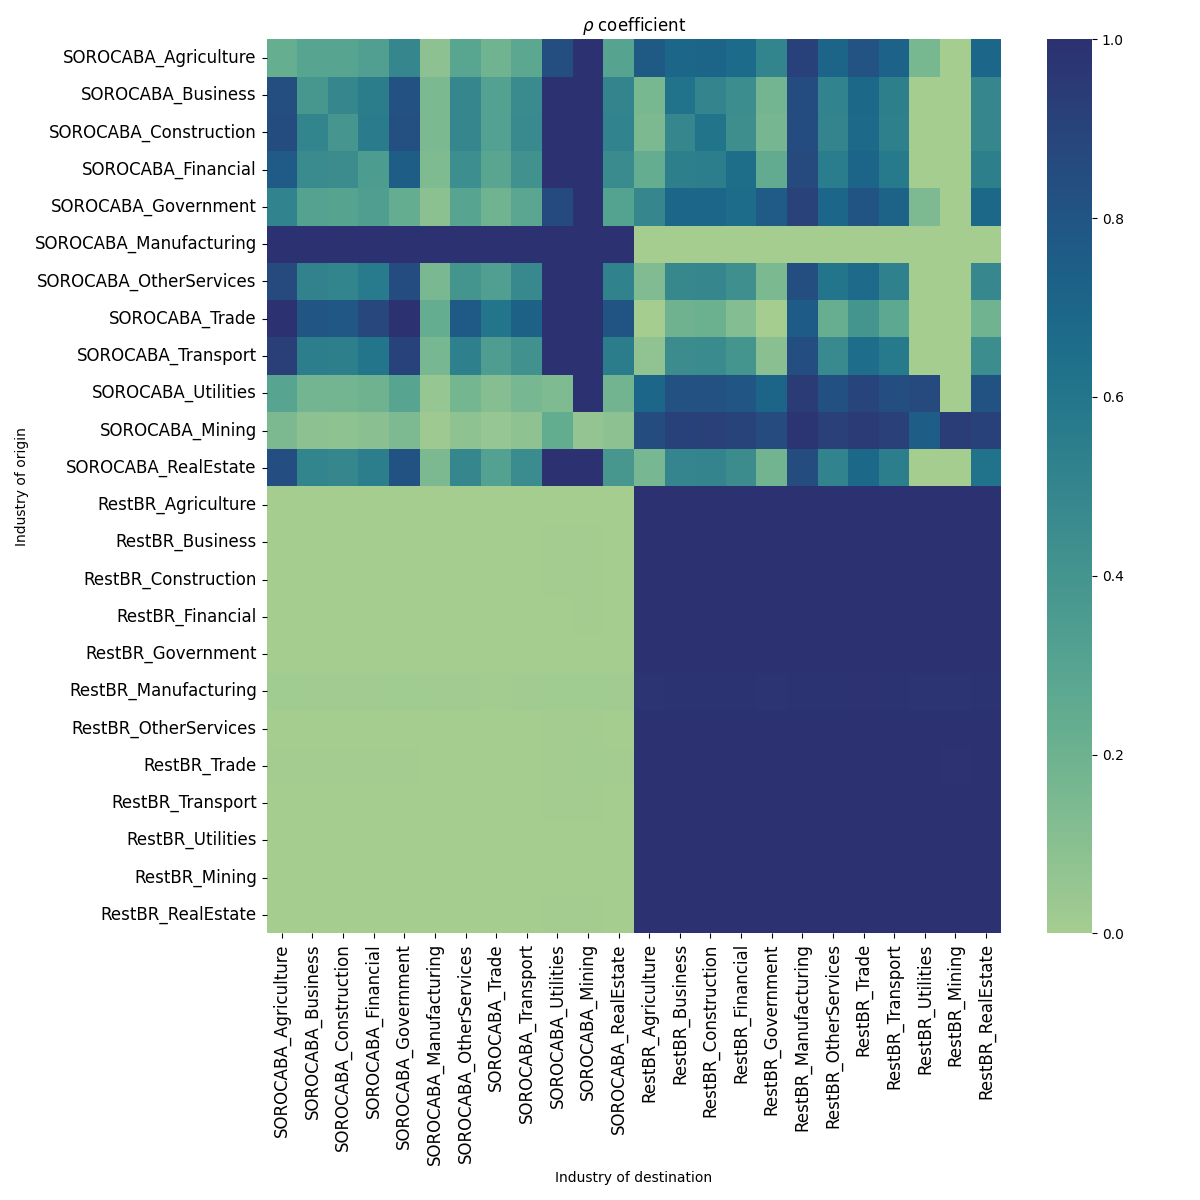 ρ coefficient
SOROCABA_Agriculture
SOROCABA_Business
SOROCABA_Construction
SOROCABA_Financial
SOROCABA_Government
SOROCABA_Manufacturing
SOROCABA_OtherServices
SOROCABA_Trade
SOROCABA_Transport
SOROCABA_Utilities
SOROCABA_Mining
SOROCABA_RealEstate
RestBR_Agriculture
RestBR_Business
RestBR_Construction
RestBR_Financial
RestBR_Government
RestBR_Manufacturing
RestBR_OtherServices
RestBR_Trade
RestBR_Transport
RestBR_Utilities
RestBR_Mining
RestBR_RealEstate
Industry of origin
SOROCABA_Agriculture
SOROCABA_Business
SOROCABA_Construction
SOROCABA_Financial
SOROCABA_Government
SOROCABA_Manufacturing
SOROCABA_OtherServices
SOROCABA_Trade
SOROCABA_Transport
SOROCABA_Utilities
SOROCABA_Mining
SOROCABA_RealEstate
RestBR_Agriculture
RestBR_Business
RestBR_Construction
RestBR_Financial
RestBR_Government
RestBR_Manufacturing
RestBR_OtherServices
RestBR_Trade
RestBR_Transport
RestBR_Utilities
RestBR_Mining
RestBR_RealEstate
Industry of destination
1.0
0.8
0.6
0.4
0.2
0.0